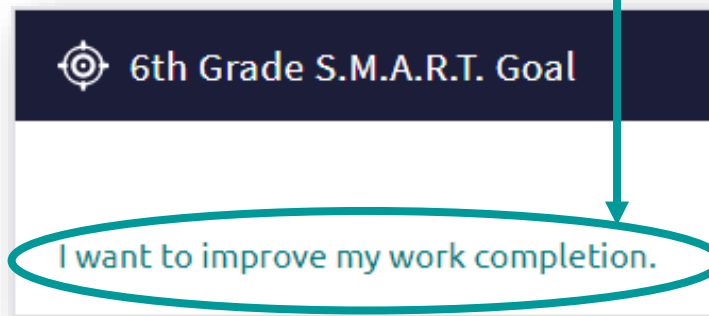 6th Grade S.M.A.R.T. Goal
I want to improve my work completion.